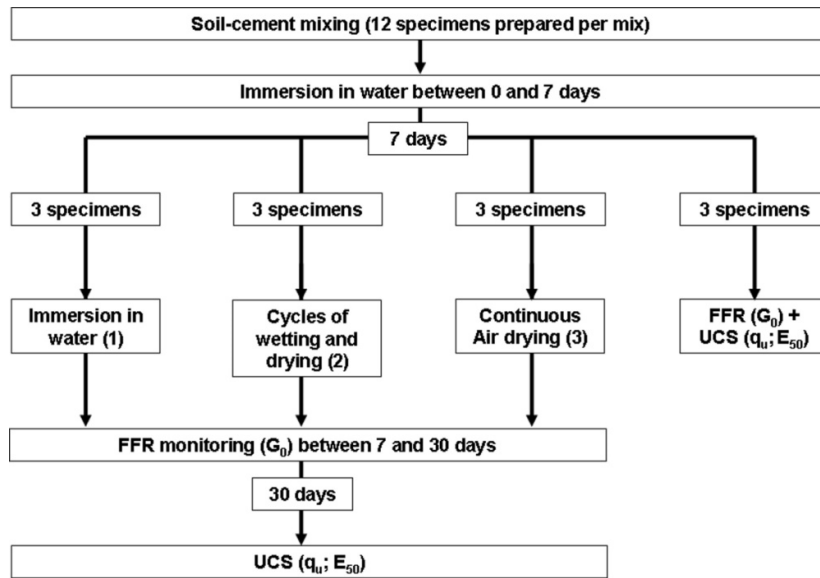 Soil-cement mixing (12 specimens prepared per mix)
Immersion in water between 0 and 7 days
7 days
3 specimens
3 specimens
3 specimens
3 specimens
Immersion in
water (1)
Cycles of
wetting and
drying (2)
Continuous
Air drying (3)
FFR (G₀) +
UCS (qᵤ; E₅₀)
FFR monitoring (G₀) between 7 and 30 days
30 days
UCS (qᵤ; E₅₀)